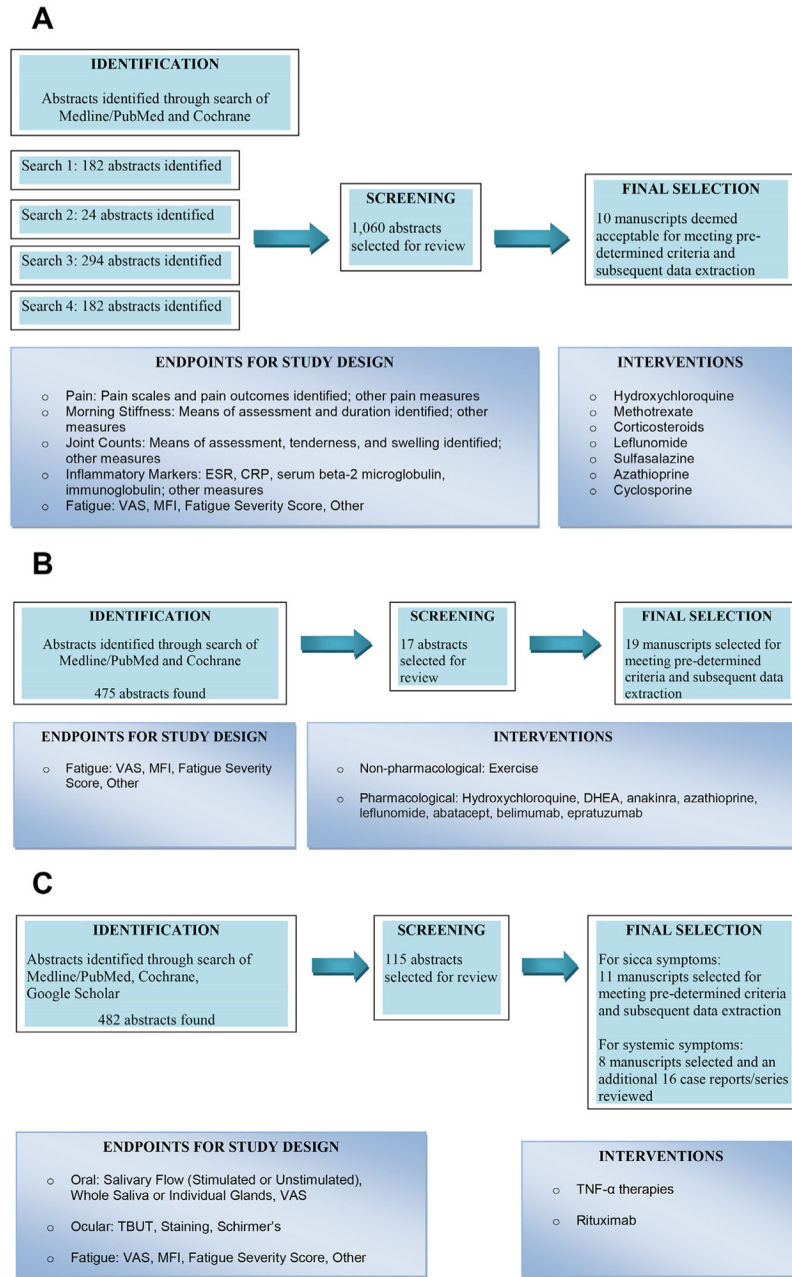 A
IDENTIFICATION
Abstracts identified through search of
Medline/PubMed and Cochrane
Search 1: 182 abstracts identified
Search 2: 24 abstracts identified
Search 3: 294 abstracts identified
Search 4: 182 abstracts identified
SCREENING
1,060 abstracts
selected for review
FINAL SELECTION
10 manuscripts deemed
acceptable for meeting pre-
determined criteria and
subsequent data extraction
ENDPOINTS FOR STUDY DESIGN
o Pain: Pain scales and pain outcomes identified; other pain measures
o Morning Stiffness: Means of assessment and duration identified; other
measures
o Joint Counts: Means of assessment, tenderness, and swelling identified;
other measures
o Inflammatory Markers: ESR, CRP, serum beta-2 microglobulin,
immunoglobulin; other measures
o Fatigue: VAS, MFI, Fatigue Severity Score, Other
INTERVENTIONS
o Hydroxychloroquine
o Methotrexate
o Corticosteroids
o Leflunomide
o Sulfasalazine
o Azathioprine
o Cyclosporine
B
IDENTIFICATION
Abstracts identified through search of
Medline/PubMed and Cochrane
475 abstracts found
SCREENING
17 abstracts
selected for
review
FINAL SELECTION
19 manuscripts selected for
meeting pre-determined
criteria and subsequent data
extraction
ENDPOINTS FOR STUDY DESIGN
o Fatigue: VAS, MFI, Fatigue Severity
Score, Other
INTERVENTIONS
o Non-pharmacological: Exercise
o Pharmacological: Hydroxychloroquine, DHEA, anakinra, azathioprine,
leflunomide, abatacept, belimumab, epratuzumab
C
IDENTIFICATION
Abstracts identified through search of
Medline/PubMed, Cochrane,
Google Scholar
482 abstracts found
SCREENING
115 abstracts
selected for review
FINAL SELECTION
For sicca symptoms:
11 manuscripts selected for
meeting pre-determined criteria
and subsequent data extraction
For systemic symptoms:
8 manuscripts selected and an
additional 16 case reports/series
reviewed
ENDPOINTS FOR STUDY DESIGN
o Oral: Salivary Flow (Stimulated or Unstimulated),
Whole Saliva or Individual Glands, VAS
o Ocular: TBUT, Staining, Schirmer's
o Fatigue: VAS, MFI, Fatigue Severity Score, Other
INTERVENTIONS
o TNF-α therapies
o Rituximab